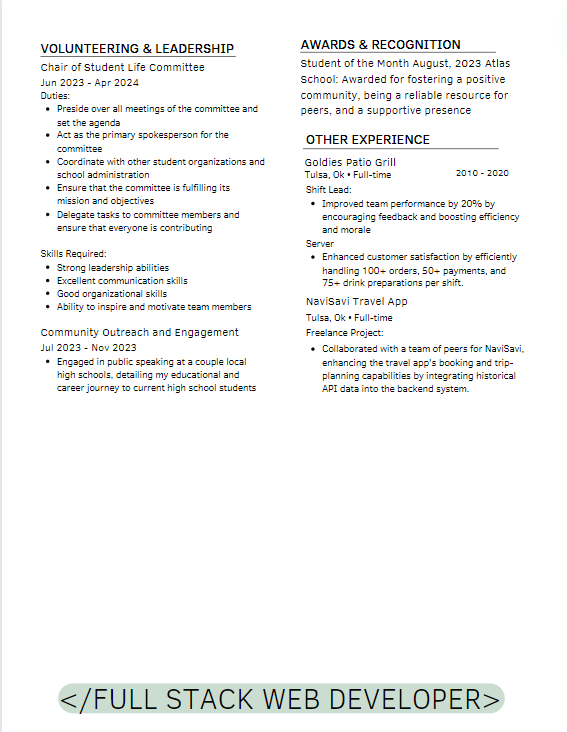 VOLUNTEERING & LEADERSHIP
Chair of Student Life Committee
Jun 2023 - Apr 2024
Duties:
• Preside over all meetings of the committee and
set the agenda
• Act as the primary spokesperson for the
committee
• Coordinate with other student organizations and
school administration
• Ensure that the committee is fulfilling its
mission and objectives
• Delegate tasks to committee members and
ensure that everyone is contributing
Skills Required:
• Strong leadership abilities
• Excellent communication skills
• Good organizational skills
• Ability to inspire and motivate team members
Community Outreach and Engagement
Jul 2023 - Nov 2023
• Engaged in public speaking at a couple local
high schools, detailing my educational and
career journey to current high school students
AWARDS & RECOGNITION
Student of the Month August, 2023 Atlas
School: Awarded for fostering a positive
community, being a reliable resource for
peers, and a supportive presence
OTHER EXPERIENCE
Goldies Patio Grill
Tulsa, Ok • Full-time 2010 - 2020
Shift Lead:
• Improved team performance by 20% by
encouraging feedback and boosting efficiency
and morale
Server
• Enhanced customer satisfaction by efficiently
handling 100+ orders, 50+ payments, and
75+ drink preparations per shift.
NaviSavi Travel App
Tulsa, Ok • Full-time
Freelance Project:
• Collaborated with a team of peers for NaviSavi,
enhancing the travel app's booking and trip-
planning capabilities by integrating historical
API data into the backend system.
</FULL STACK WEB DEVELOPER>